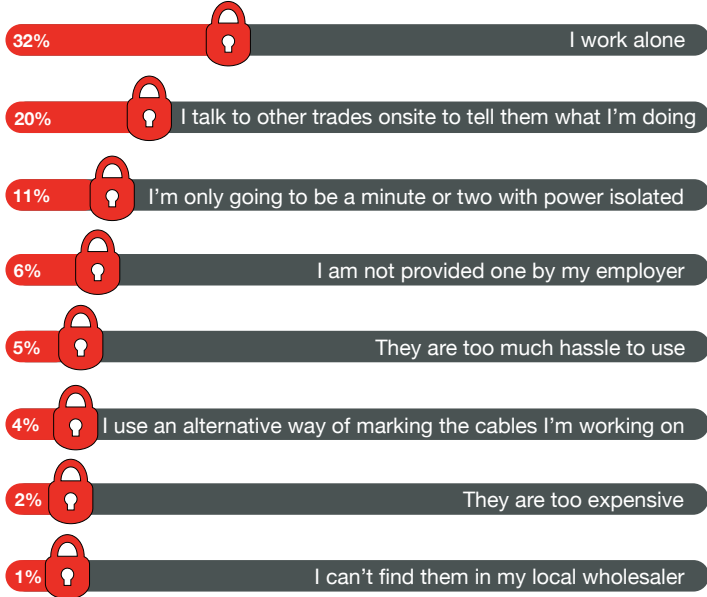 32% I work alone
20% I talk to other trades onsite to tell them what I’m doing
11% I’m only going to be a minute or two with power isolated
6% I am not provided one by my employer
5% They are too much hassle to use
4% I use an alternative way of marking the cables I’m working on
2% They are too expensive
1% I can’t find them in my local wholesaler